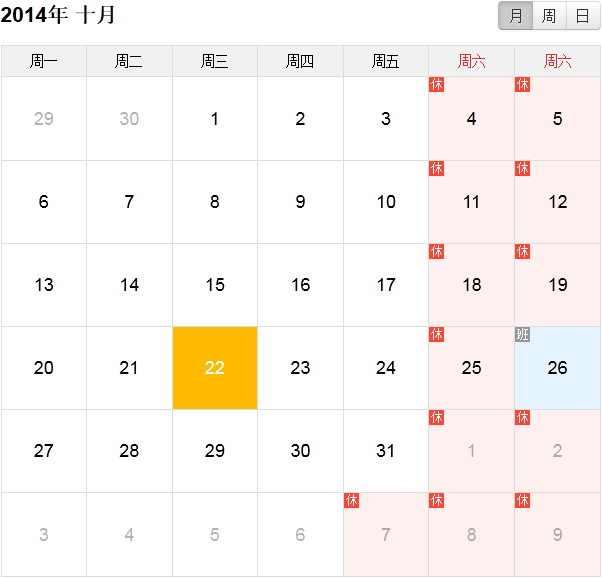 2014年 十月 月 周 日
周一 周二 周三 周四 周五 周六 周六
休 休
29 30 1 2 3 4 5
休 休
6 7 8 9 10 11 12
休 休
13 14 15 16 17 18 19
休 班
20 21 22 23 24 25 26
休 休
27 28 29 30 31 1 2
休 休 休
3 4 5 6 7 8 9